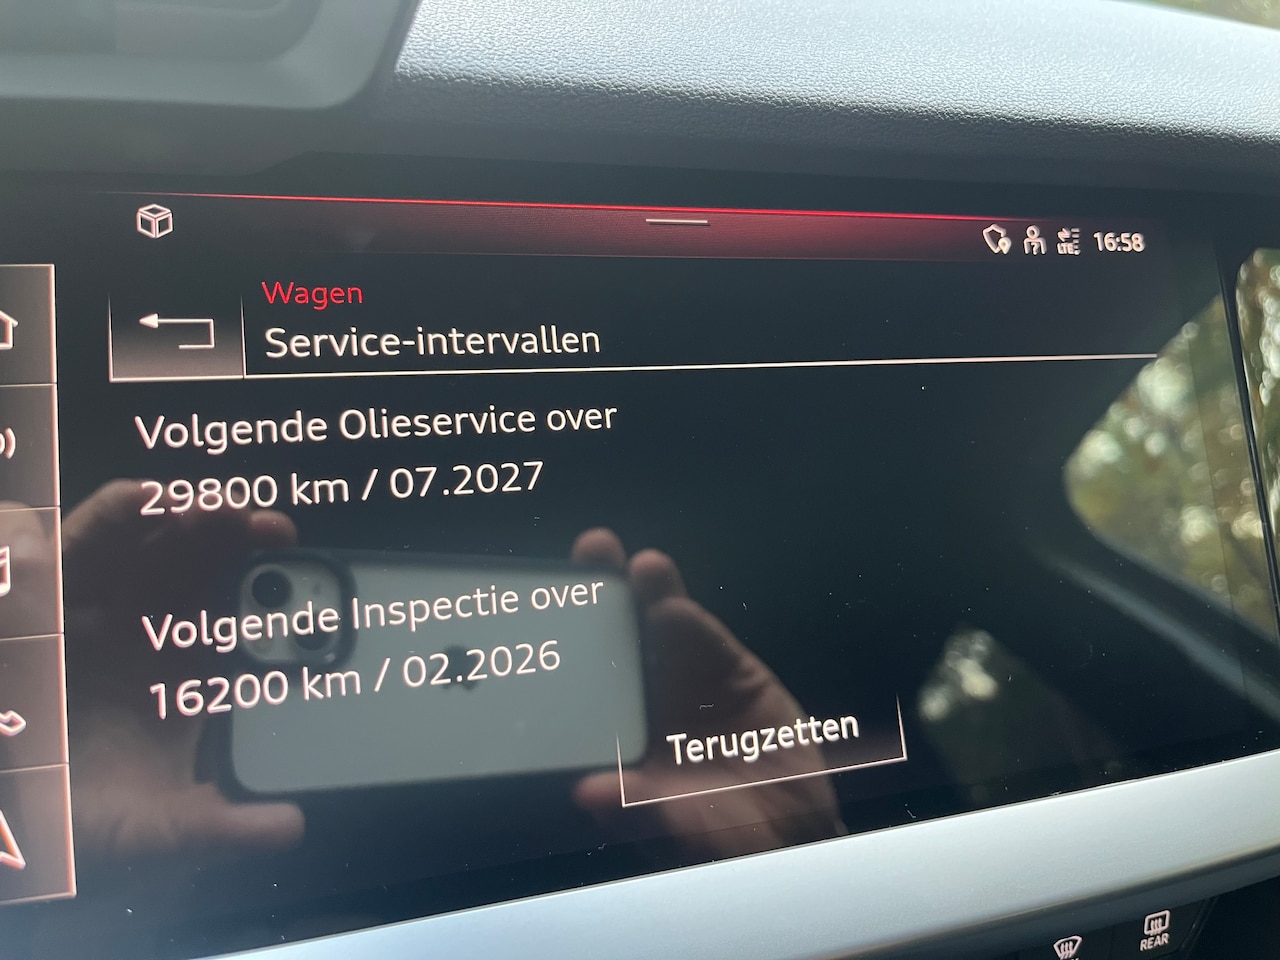 LTE
16:58
Wagen
Service-intervallen
Volgende Olieservice over
29800 km / 07.2027
Volgende Inspectie over
16200 km / 02.2026
Terugzetten
REAR